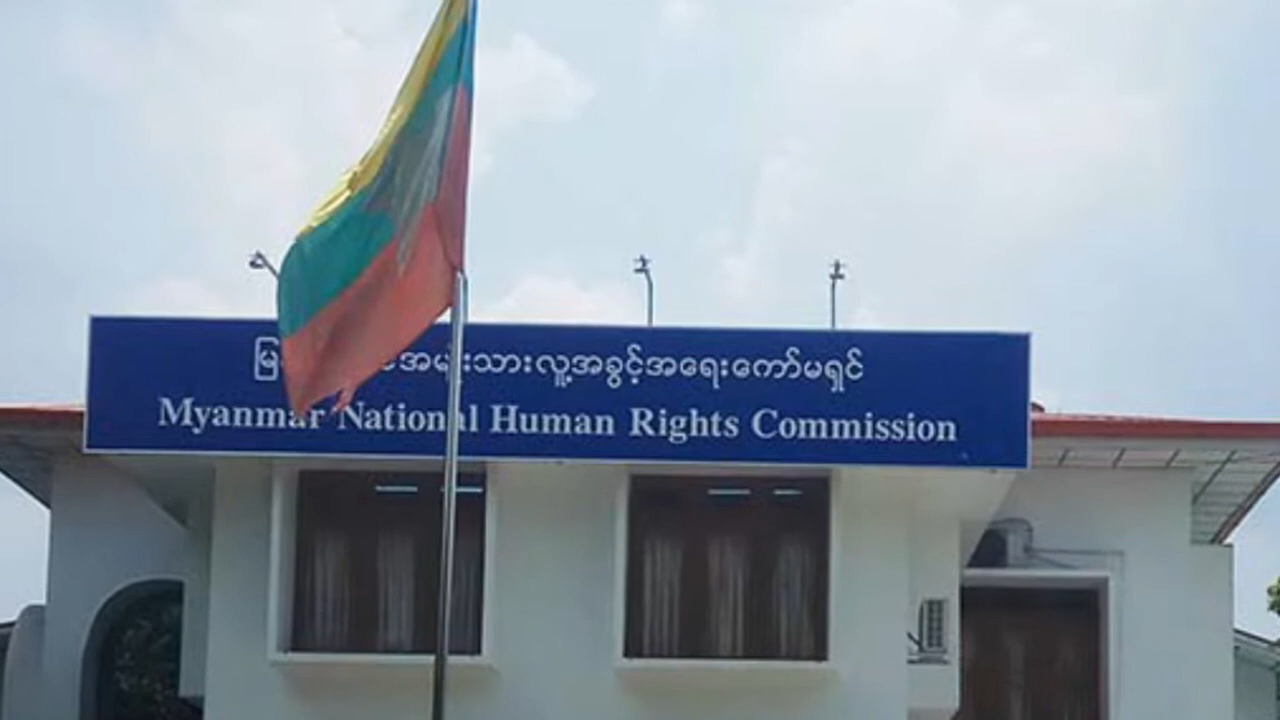 အမျိုးသားလူ့အခွင့်အရေးကော်မရှင်
Myanmar National Human Rights Commission